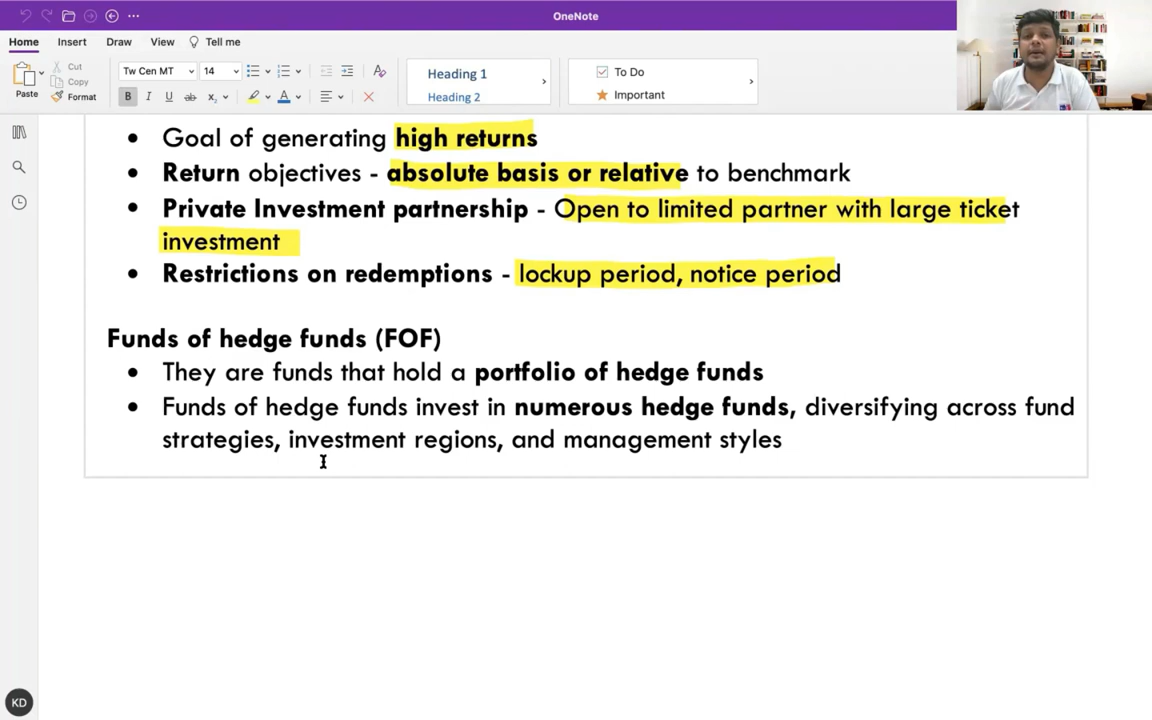 OneNote
Home Insert Draw View Tell me
Paste
Cut
Copy
Format
Tw Cen MT 14
B I U ab X₂ A
Heading 1
Heading 2
To Do
Important
• Goal of generating high returns
• Return objectives - absolute basis or relative to benchmark
• Private Investment partnership - Open to limited partner with large ticket
investment
• Restrictions on redemptions - lockup period, notice period
Funds of hedge funds (FOF)
• They are funds that hold a portfolio of hedge funds
• Funds of hedge funds invest in numerous hedge funds, diversifying across fund
strategies, investment regions, and management styles
KD